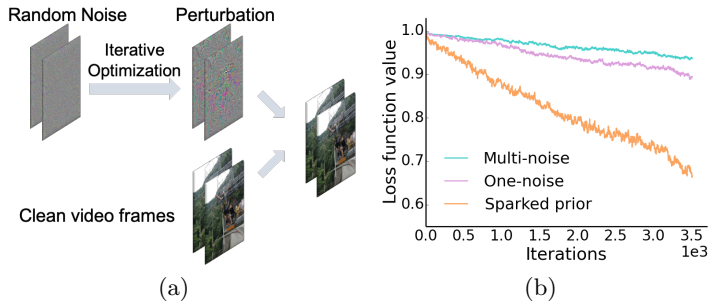 Random Noise
Perturbation
Iterative
Optimization
Clean video frames
(a)
Loss function value
1.0
0.9
0.8
0.7
0.6
Multi-noise
One-noise
Sparked prior
0.0 0.5 1.0 1.5 2.0 2.5 3.0 3.5
1e3
Iterations
(b)